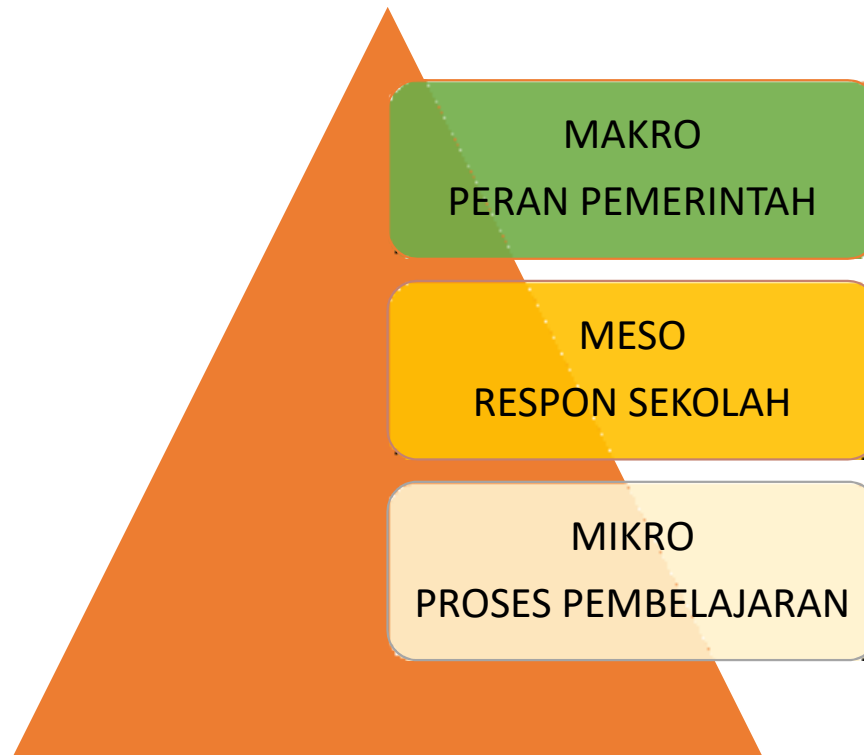 MAKRO
PERAN PEMERINTAH
MESO
RESPON SEKOLAH
MIKRO
PROSES PEMBELAJARAN